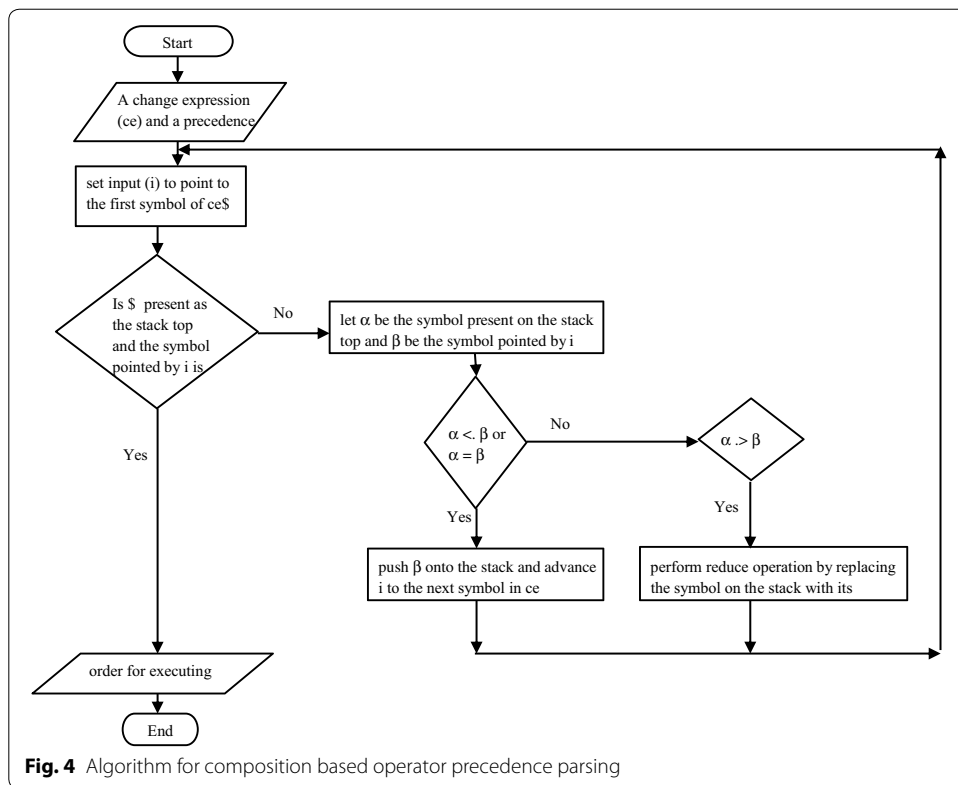 Start
A change expression
(ce) and a precedence
set input (i) to point to
the first symbol of ce$
Is $ present as
the stack top
and the symbol
pointed by i is
No
let α be the symbol present on the stack
top and β be the symbol pointed by i
α <. β or
α = β
No
α .> β
Yes
Yes
Yes
push β onto the stack and advance
i to the next symbol in ce
perform reduce operation by replacing
the symbol on the stack with its
order for executing
End
Fig. 4 Algorithm for composition based operator precedence parsing